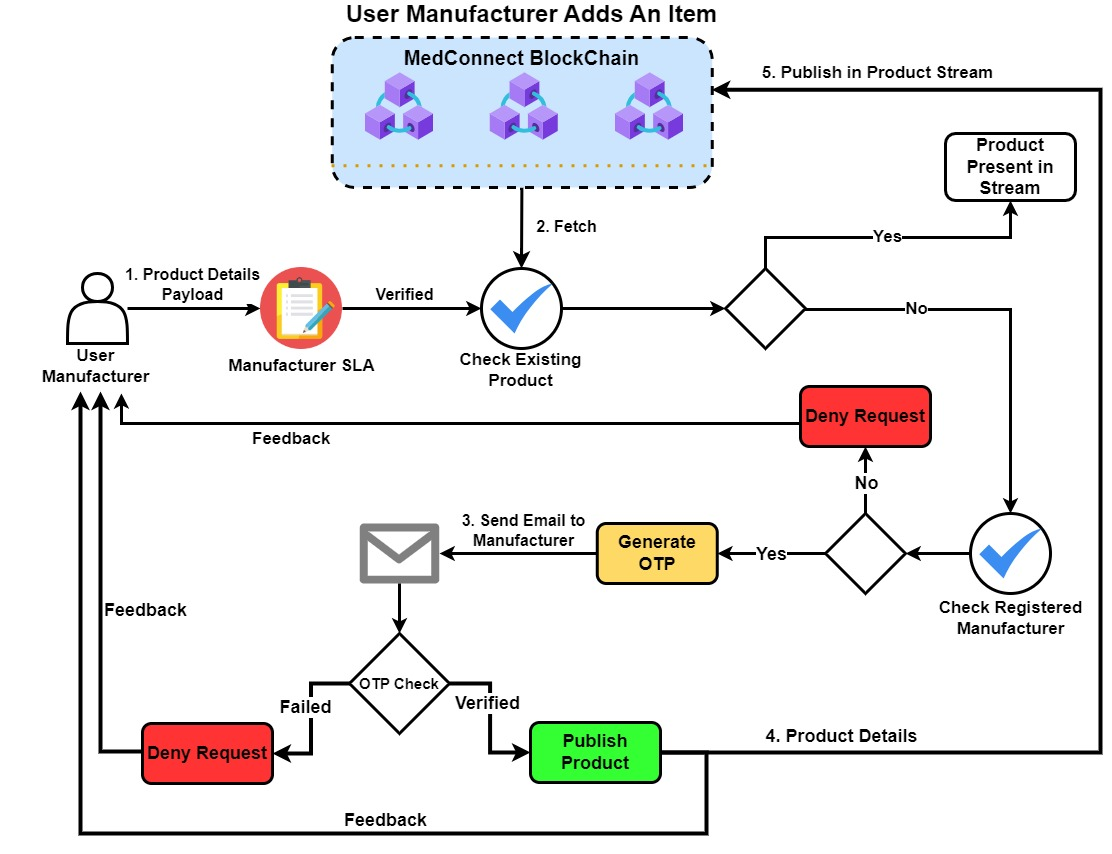 User Manufacturer Adds An Item
MedConnect BlockChain
5. Publish in Product Stream
Product
Present in
Stream
2. Fetch
Yes
1. Product Details
Payload
Verified
No
User
Manufacturer
Manufacturer SLA
Check Existing
Product
Deny Request
Feedback
No
3. Send Email to
Manufacturer
Generate
OTP
Yes
Check Registered
Manufacturer
Feedback
OTP Check
Failed
Verified
Deny Request
Publish
Product
4. Product Details
Feedback